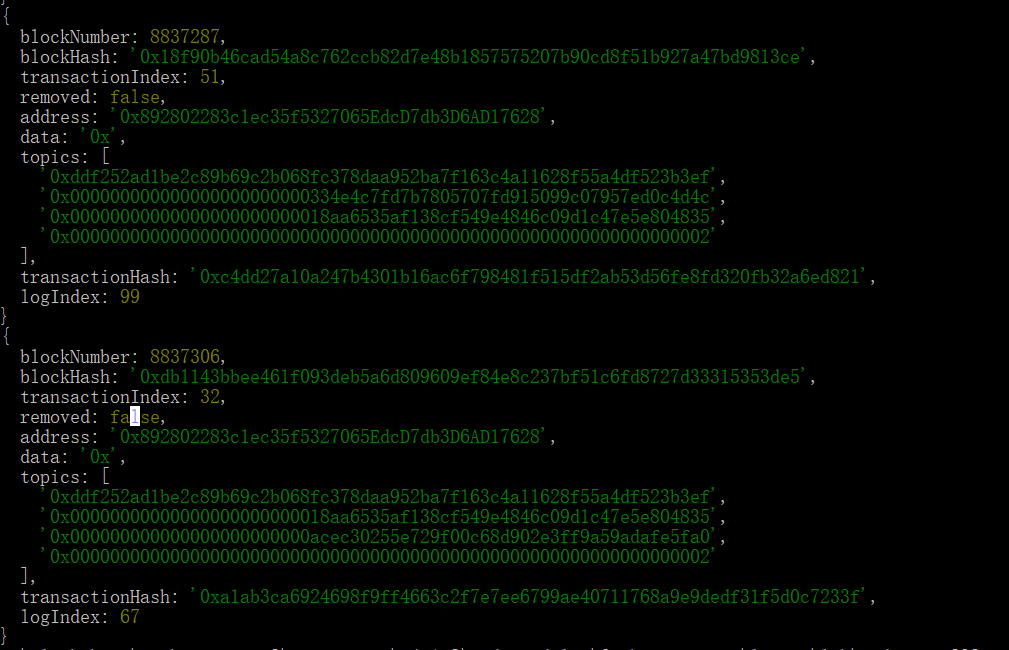 }
{
  blockNumber: 8837287,
  blockHash: '0x18f90b46cad54a8c762ccb82d7e48b1857575207b90cd8f51b927a47bd9813ce',
  transactionIndex: 51,
  removed: false,
  address: '0x892802283c1ec35f5327065EdcD7db3D6AD17628',
  data: '0x',
  topics: [
    '0xddf252ad1be2c89b69c2b068fc378daa952ba7f163c4a11628f55a4df523b3ef',
    '0x000000000000000000000000334e4c7fd7b7805707fd915099c07957ed0c4d4c',
    '0x00000000000000000000000018aa6535af138cf549e4846c09d1c47e5e804835',
    '0x0000000000000000000000000000000000000000000000000000000000000002'
  ],
  transactionHash: '0xc4dd27a10a247b4301b16ac6f798481f515df2ab53d56fe8fd320fb32a6ed821',
  logIndex: 99
}
{
  blockNumber: 8837306,
  blockHash: '0xdb1143bbee461f093deb5a6d809609ef84e8c237bf51c6fd8727d33315353de5',
  transactionIndex: 32,
  removed: false,
  address: '0x892802283c1ec35f5327065EdcD7db3D6AD17628',
  data: '0x',
  topics: [
    '0xddf252ad1be2c89b69c2b068fc378daa952ba7f163c4a11628f55a4df523b3ef',
    '0x00000000000000000000000018aa6535af138cf549e4846c09d1c47e5e804835',
    '0x000000000000000000000000acec30255e729f00c68d902e3ff9a59adafe5fa0',
    '0x0000000000000000000000000000000000000000000000000000000000000002'
  ],
  transactionHash: '0xa1ab3ca6924698f9ff4663c2f7e7ee6799ae40711768a9e9dedf31f5d0c7233f',
  logIndex: 67
}